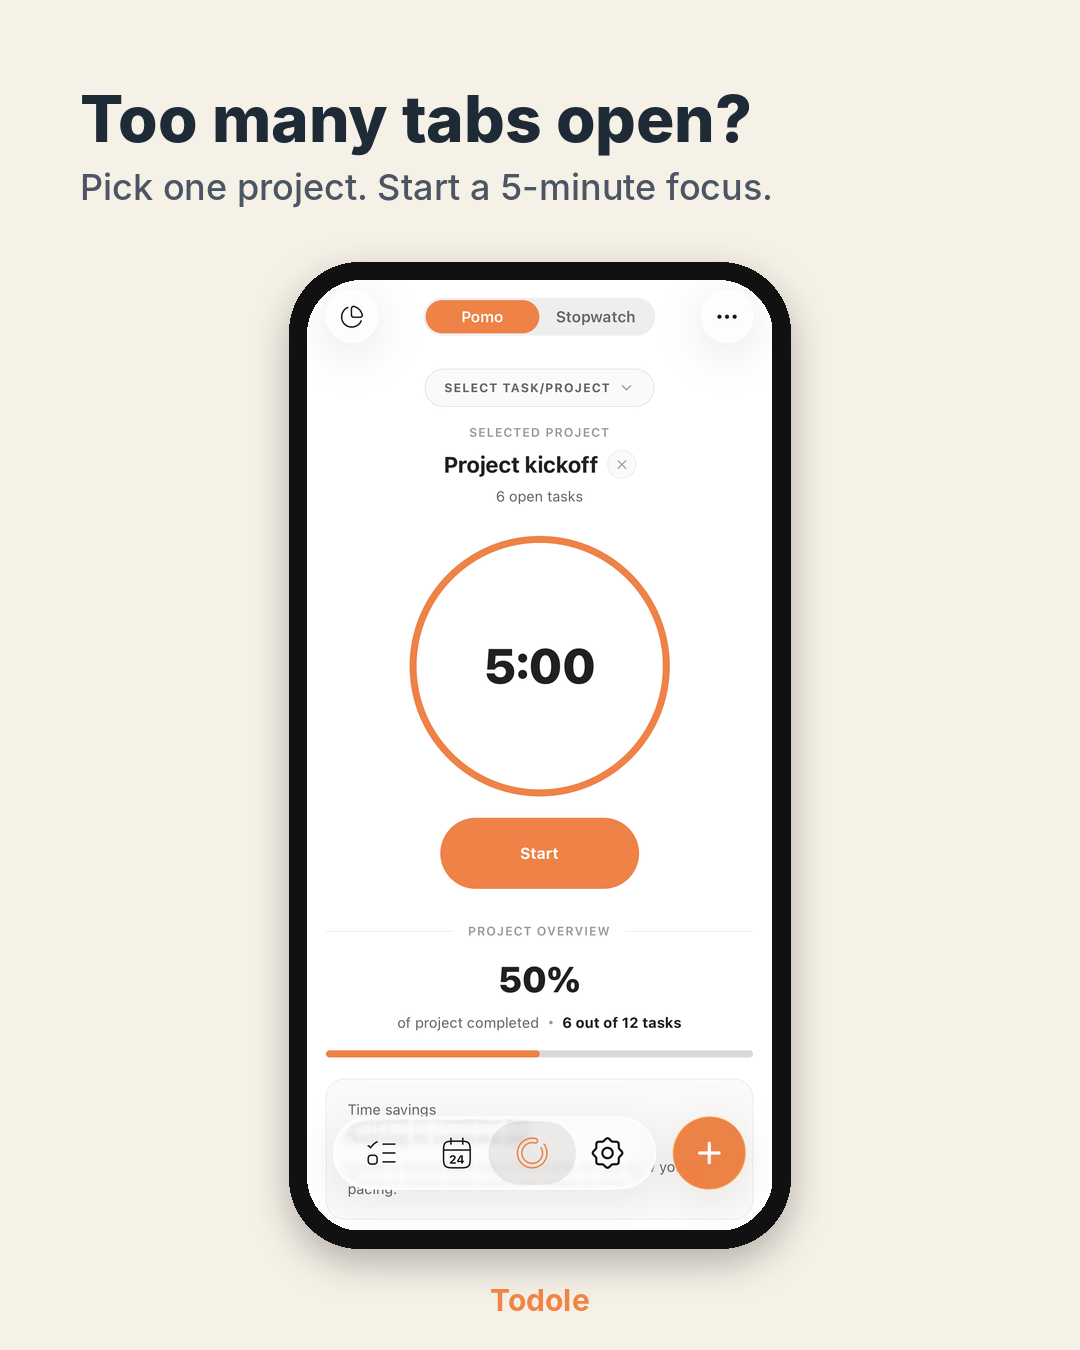 Too many tabs open?
Pick one project. Start a 5-minute focus.
Pomo
Stopwatch
SELECT TASK/PROJECT
SELECTED PROJECT
Project kickoff
6 open tasks
5:00
Start
PROJECT OVERVIEW
50%
of project completed • 6 out of 12 tasks
Time savings
24
pacing.
Todole